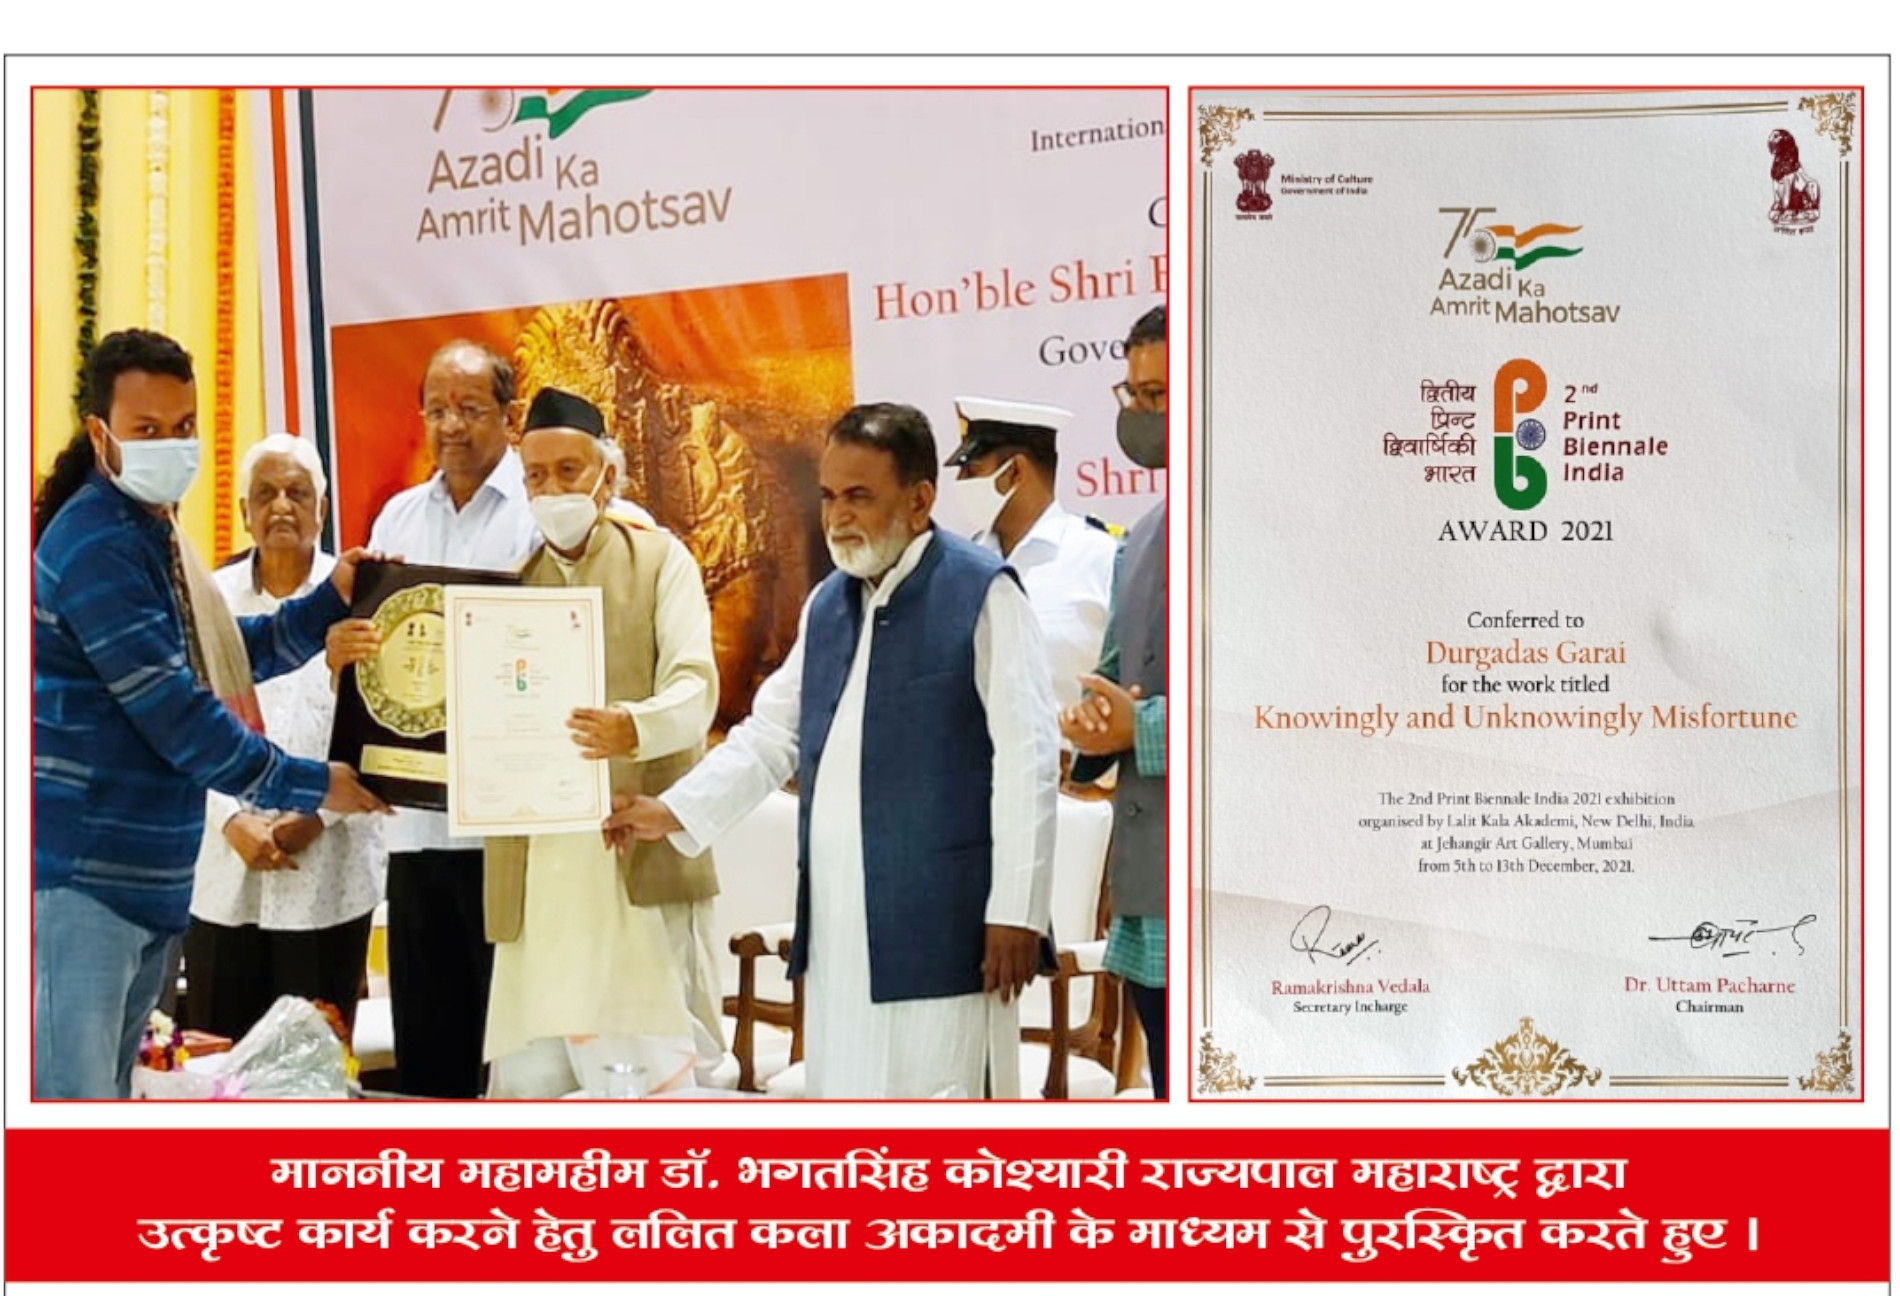 Azadi Ka
Amrit Mahotsav
Internation
Hon'ble Shri
Gove
Shri
Ministry of Culture
Government of India
75
Azadi Ka
Amrit Mahotsav
द्वितीय
प्रिन्ट
द्विवार्षिकी
भारत
2nd
Print
Biennale
India
AWARD 2021
Conferred to
Durgadas Garai
for the work titled
Knowingly and Unknowingly Misfortune
The 2nd Print Biennale India 2021 exhibition
organised by Lalit Kala Akademi, New Delhi, India
at Jehangir Art Gallery, Mumbai
from 5th to 13th December, 2021.
Ramakrishna Vedala
Secretary Incharge
Dr. Uttam Pacharne
Chairman
माननीय महामहीम डॉ. भगतसिंह कोश्यारी राज्यपाल महाराष्ट्र द्वारा
उत्कृष्ट कार्य करने हेतु ललित कला अकादमी के माध्यम से पुरस्कृित करते हुए ।